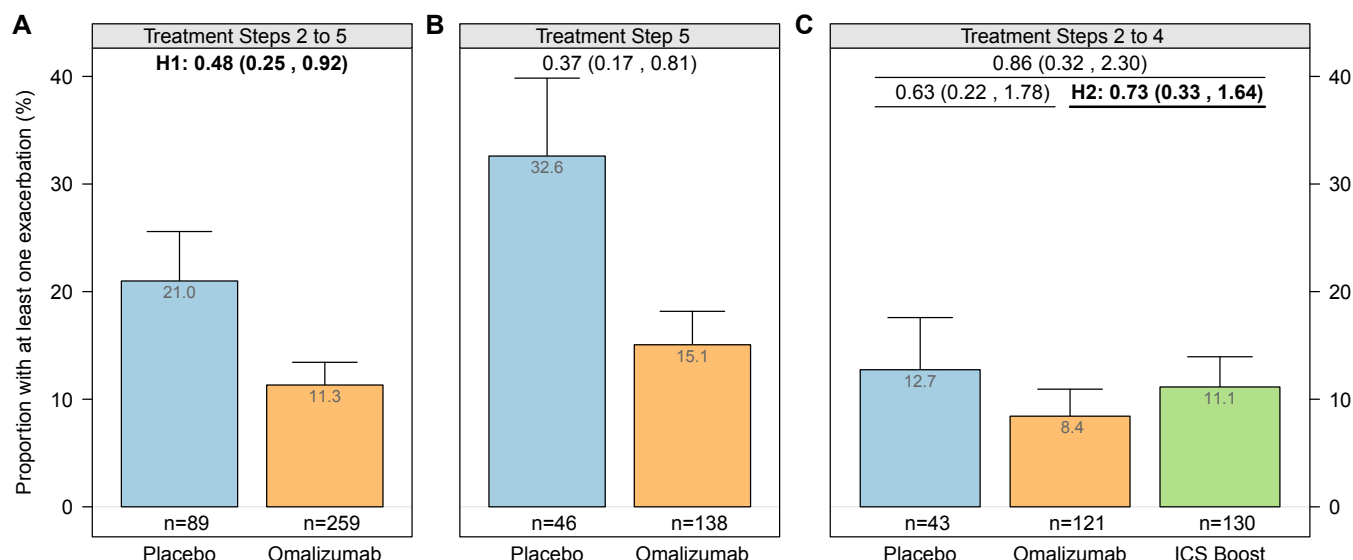 A
Treatment Steps 2 to 5
H1: 0.48 (0.25 , 0.92)
Proportion with at least one exacerbation (%)
40
30
20
10
0
21.0
11.3
n=89
n=259
Placebo
Omalizumab
B
Treatment Step 5
0.37 (0.17 , 0.81)
32.6
15.1
n=46
n=138
Placebo
Omalizumab
C
Treatment Steps 2 to 4
0.86 (0.32 , 2.30)
0.63 (0.22 , 1.78)
H2: 0.73 (0.33 , 1.64)
12.7
8.4
11.1
n=43
n=121
n=130
Placebo
Omalizumab
ICS Boost
40
30
20
10
0